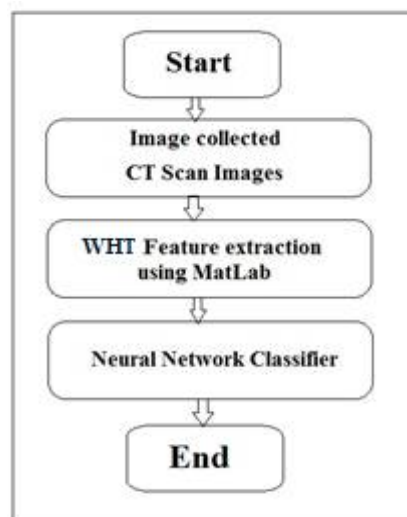 Start
Image collected
CT Scan Images
WHT Feature extraction
using MatLab
Neural Network Classifier
End